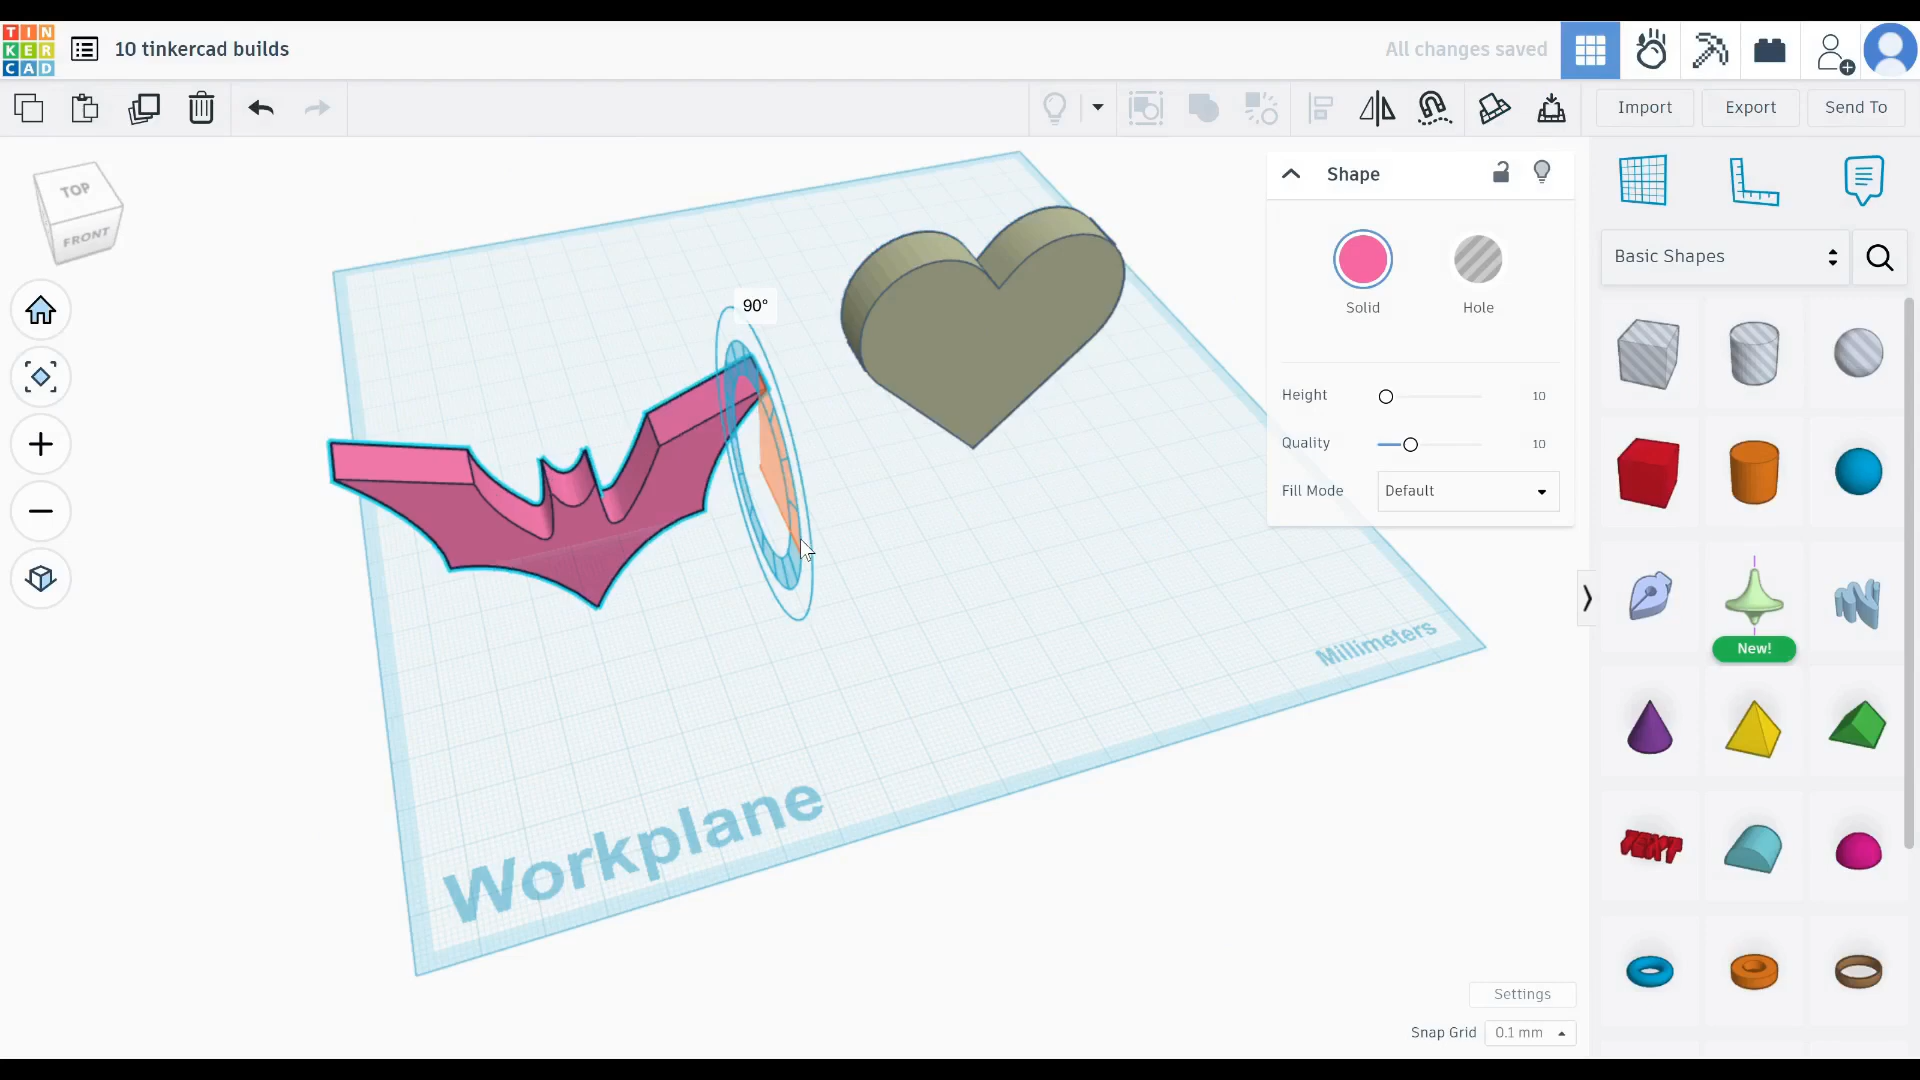 TIN
KER
CAD
10 tinkercad builds
All changes saved
Import
Export
Send To
TOP
FRONT
90°
Shape
Solid
Hole
Height
10
Quality
10
Fill Mode
Default
Basic Shapes
New!
TEXT
Millimeters
Workplane
Settings
Snap Grid
0.1 mm